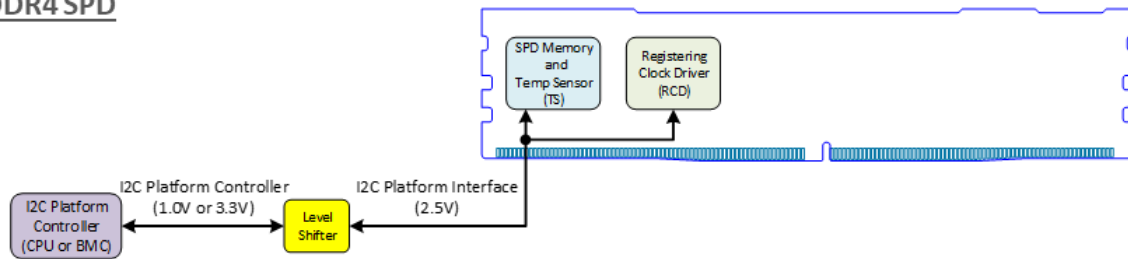 DDR4 SPD
SPD Memory
and
Temp Sensor
(TS)
Registering
Clock Driver
(RCD)
I2C Platform Controller
(1.0V or 3.3V)
I2C Platform Interface
(2.5V)
I2C Platform
Controller
(CPU or BMC)
Level
Shifter